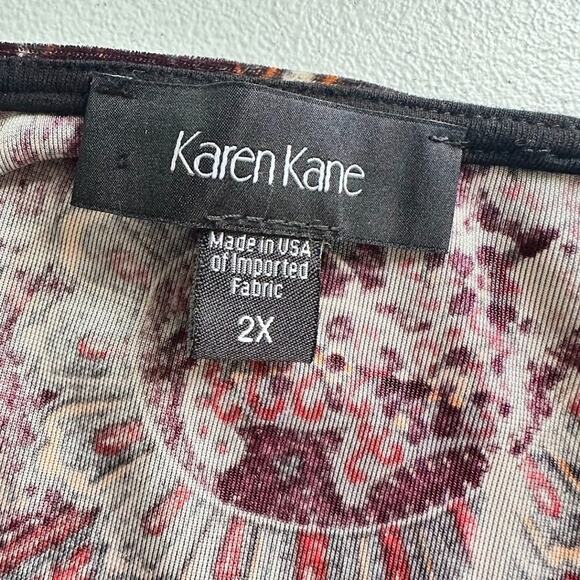 Karen Kane
Made in USA
of Imported
Fabric
2X